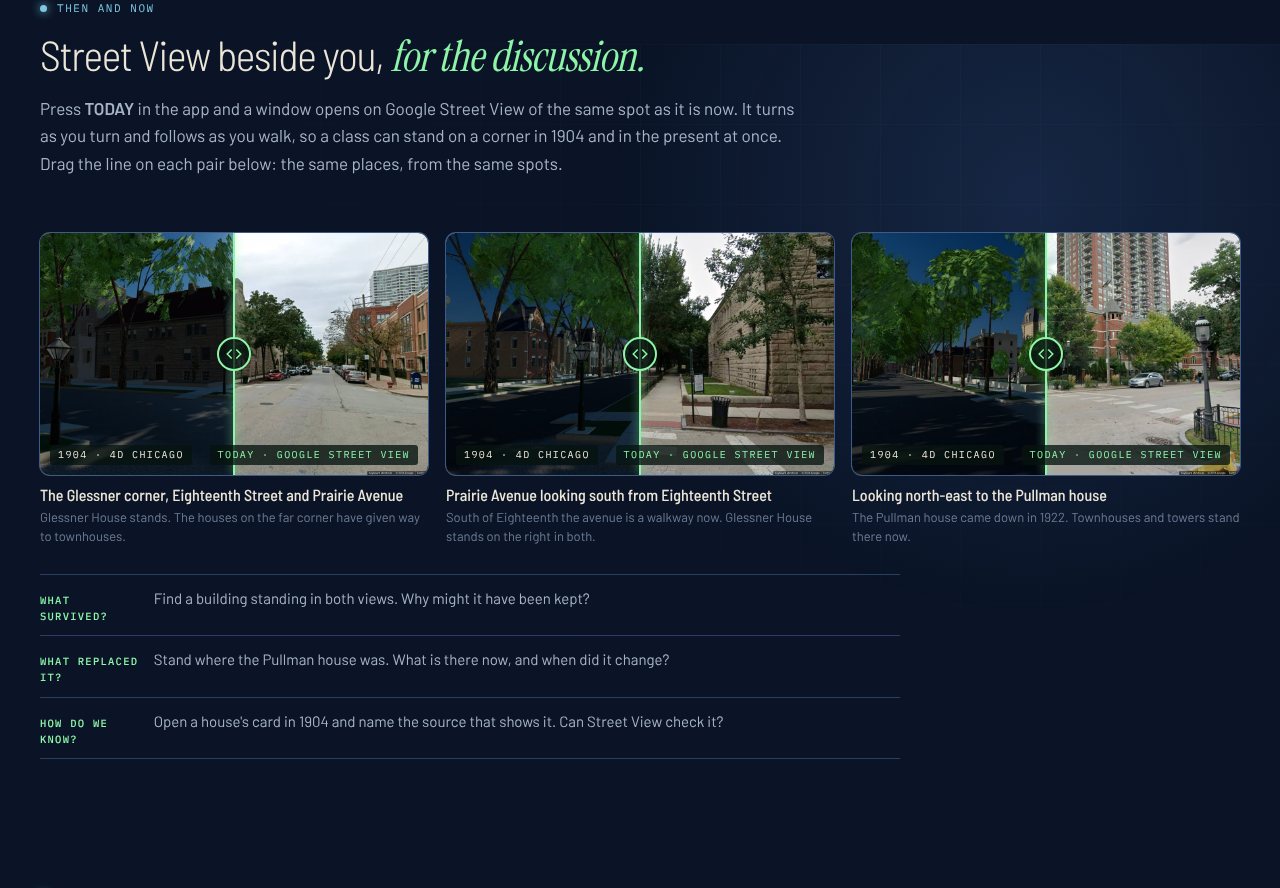 THEN AND NOW
Street View beside you, for the discussion.
Press TODAY in the app and a window opens on Google Street View of the same spot as it is now. It turns
as you turn and follows as you walk, so a class can stand on a corner in 1904 and in the present at once.
Drag the line on each pair below: the same places, from the same spots.
1904 · 4D CHICAGO
TODAY · GOOGLE STREET VIEW
1904 · 4D CHICAGO
TODAY · GOOGLE STREET VIEW
1904 · 4D CHICAGO
TODAY · GOOGLE STREET VIEW
The Glessner corner, Eighteenth Street and Prairie Avenue
Glessner House stands. The houses on the far corner have given way
to townhouses.
Prairie Avenue looking south from Eighteenth Street
South of Eighteenth the avenue is a walkway now. Glessner House
stands on the right in both.
Looking north-east to the Pullman house
The Pullman house came down in 1922. Townhouses and towers stand
there now.
WHAT
SURVIVED?
Find a building standing in both views. Why might it have been kept?
WHAT REPLACED
IT?
Stand where the Pullman house was. What is there now, and when did it change?
HOW DO WE
KNOW?
Open a house's card in 1904 and name the source that shows it. Can Street View check it?